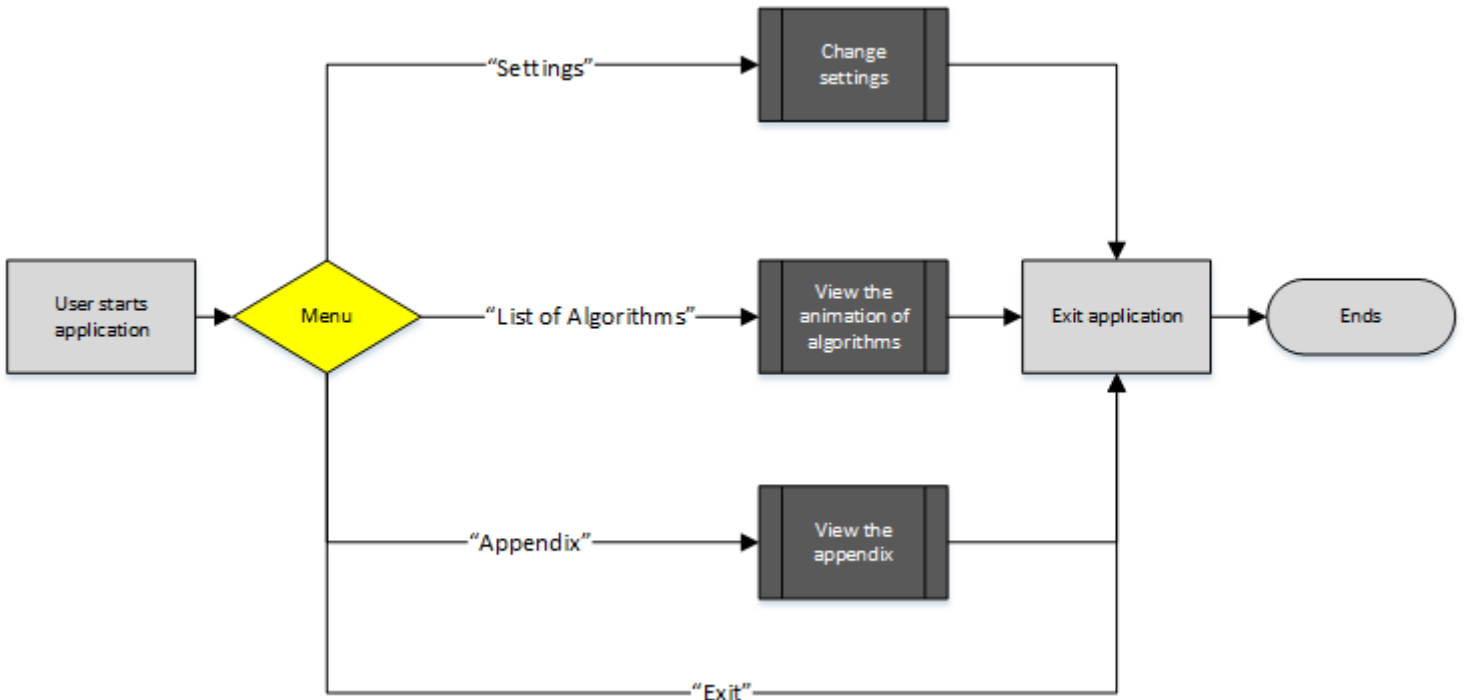 “Settings”
Change
settings
User starts
application
Menu
“List of Algorithms”
View the
animation of
algorithms
Exit application
Ends
“Appendix”
View the
appendix
“Exit”